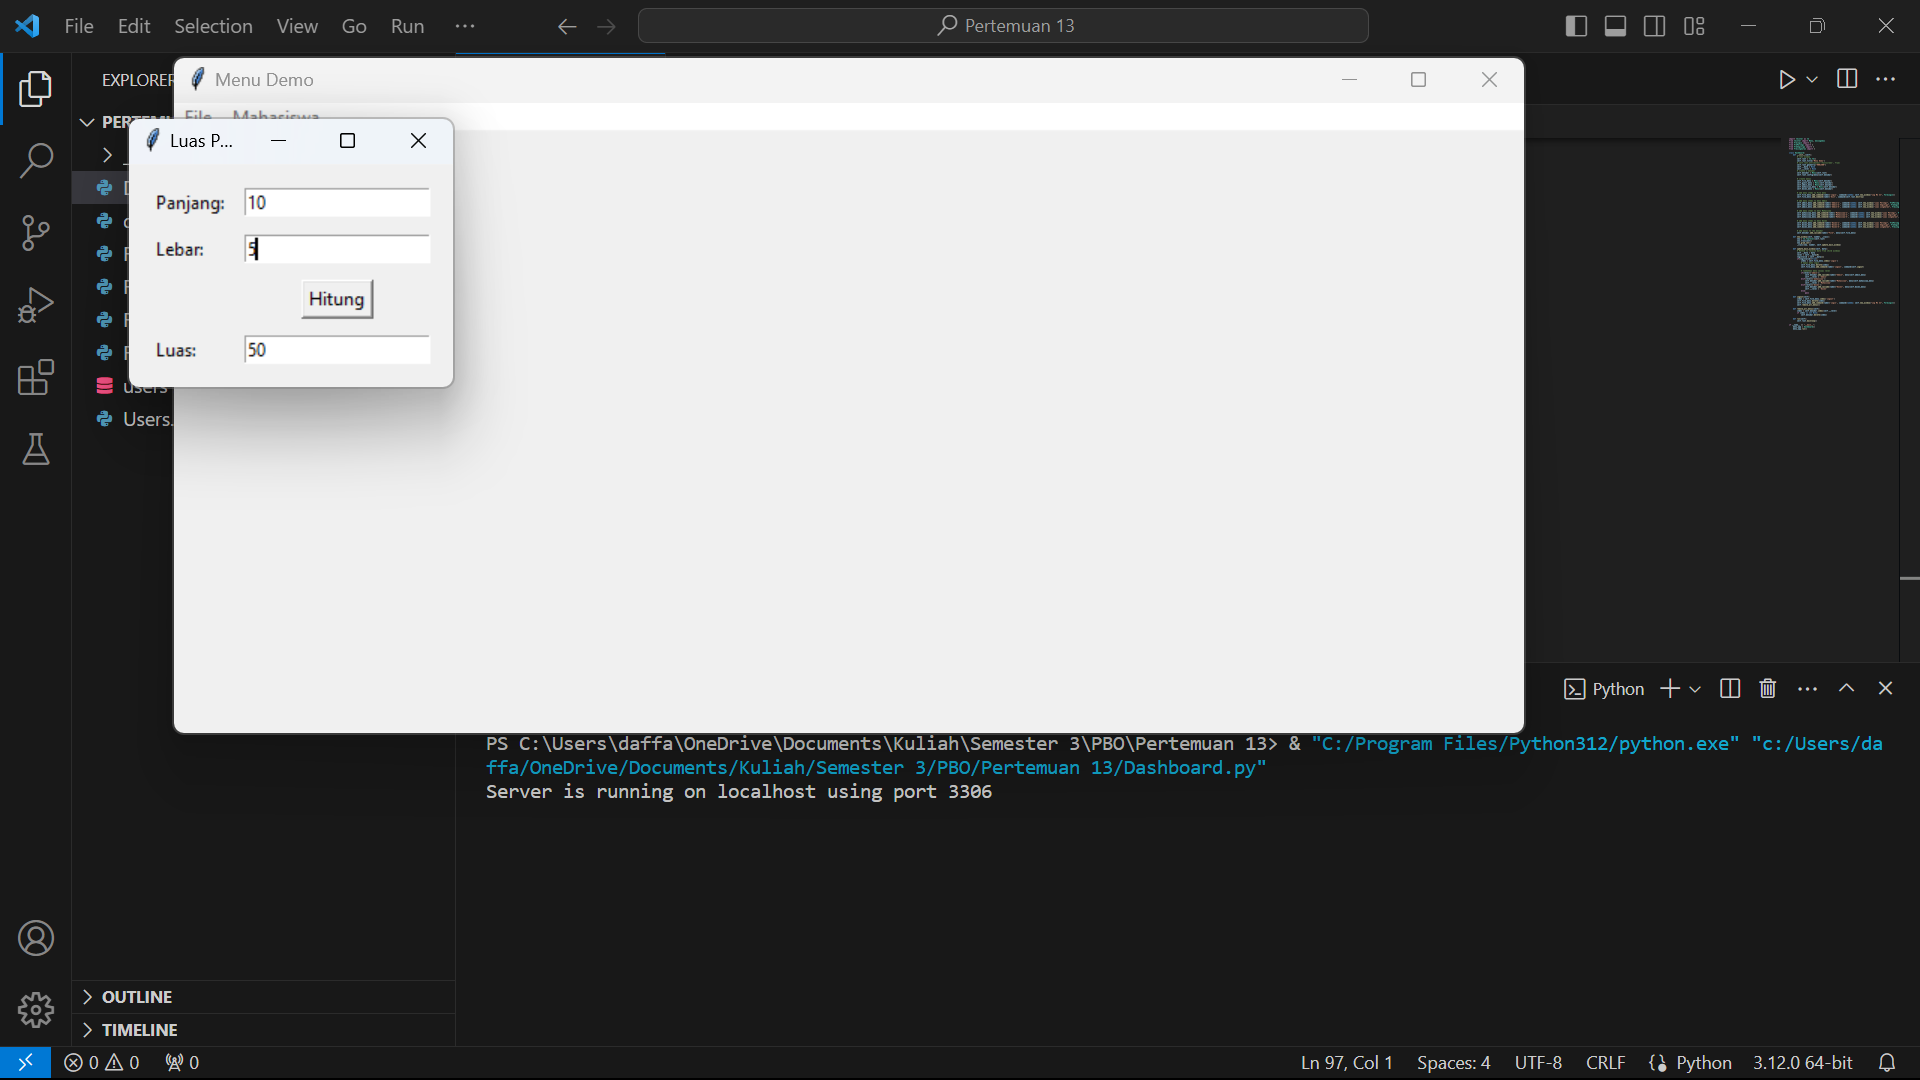 File Edit Selection View Go Run ···
Pertemuan 13
EXPLORER
Menu Demo
File Mahasiswa
Luas P...
Panjang: 10
Lebar: 5
Hitung
Luas: 50
users
Users.
Python
PS C:\Users\daffa\OneDrive\Documents\Kuliah\Semester 3\PBO\Pertemuan 13> & "C:/Program Files/Python312/python.exe" "c:/Users/da
ffa/OneDrive/Documents/Kuliah/Semester 3/PBO/Pertemuan 13/Dashboard.py"
Server is running on localhost using port 3306
OUTLINE
TIMELINE
0 0 0
Ln 97, Col 1 Spaces: 4 UTF-8 CRLF Python 3.12.0 64-bit